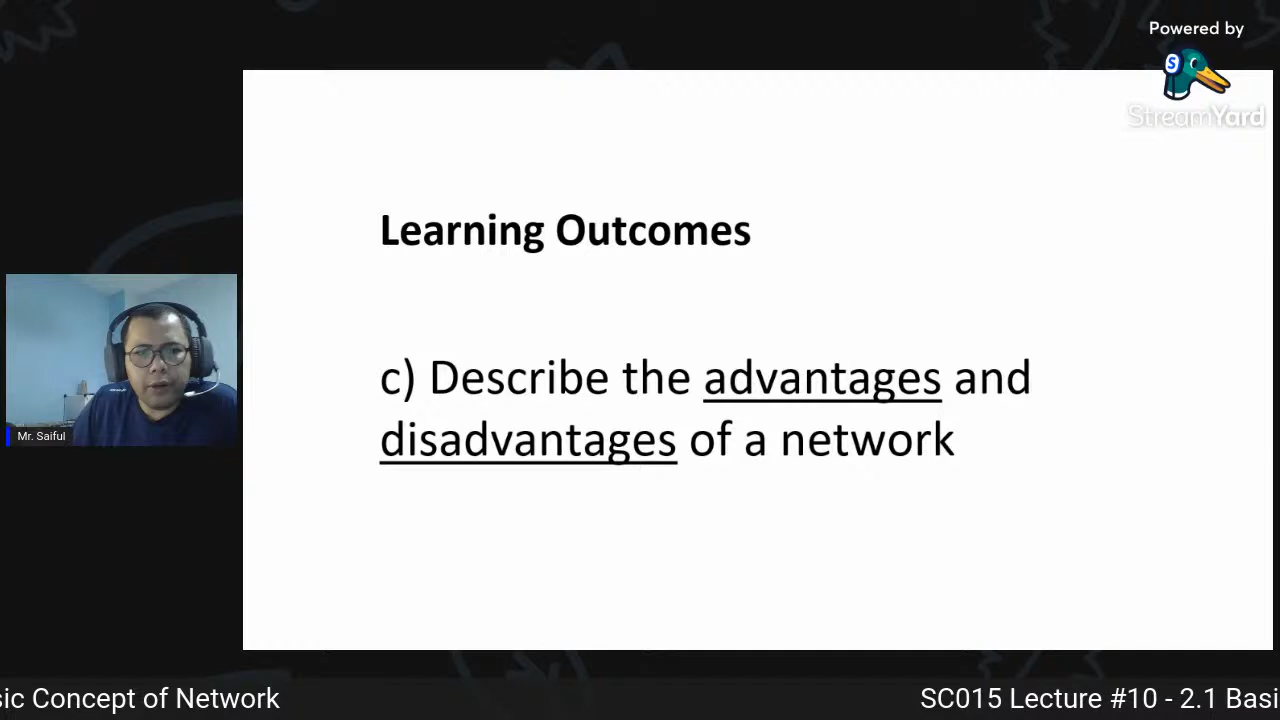 Powered by
StreamYard
Learning Outcomes
c) Describe the advantages and
disadvantages of a network
Mr. Saiful
sic Concept of Network
SC015 Lecture #10 - 2.1 Basi